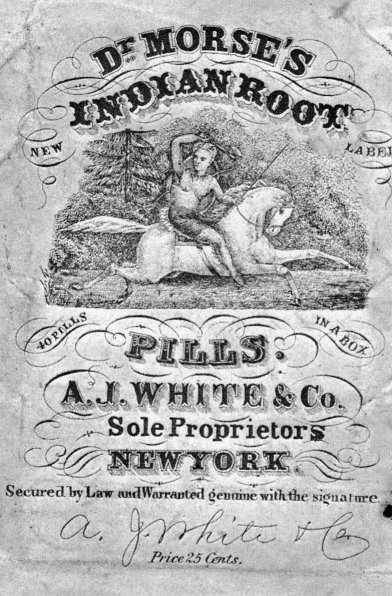 Dr MORSE'S
INDIAN ROOT
NEW LABEL
40 PILLS
IN A BOX
PILLS.
A.J. WHITE & Co.
Sole Proprietors
NEW YORK.
Secured by Law and Warranted genuine with the signature
A. J. White & Co
Price 25 Cents.